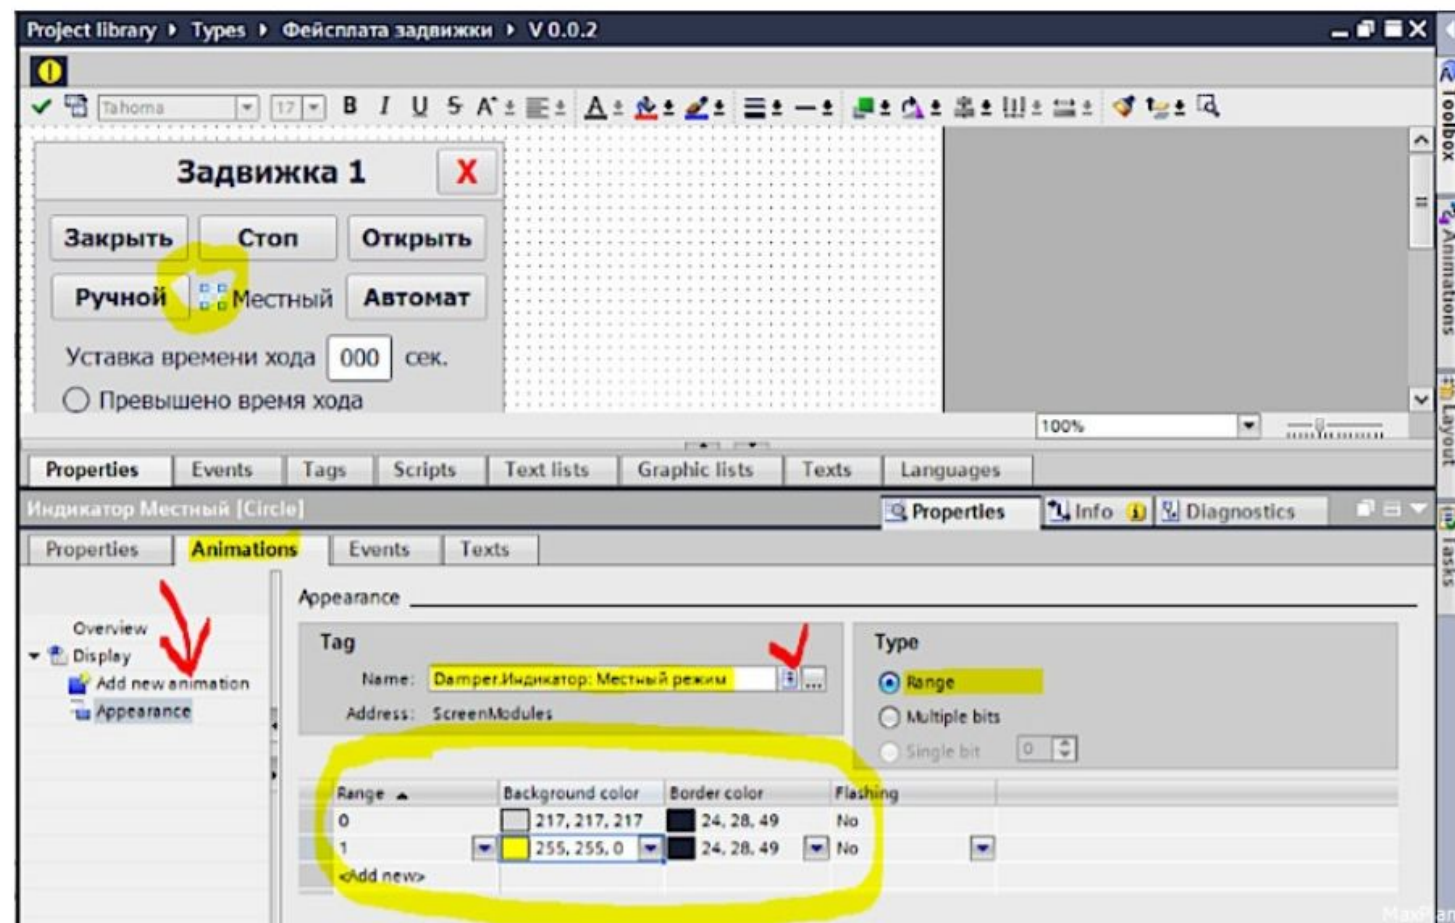 Project library ▸ Types ▸ Фейсплата задвижки ▸ V 0.0.2
Tahoma 17 B I U S A
Toolbox
Задвижка 1 X
Закрыть Стоп Открыть
Animations
Ручной Местный Автомат
Уставка времени хода 000 сек.
Превышено время хода
Layout
100%
Properties Events Tags Scripts Text lists Graphic lists Texts Languages
Индикатор Местный [Circle] Properties Info Diagnostics
Tasks
Properties Animations Events Texts
Appearance
Overview
Display
Add new animation
Appearance
Tag
Name: Damper.Индикатор: Местный режим ...
Address: ScreenModules
Type
Range
Multiple bits
Single bit 0
Range Background color Border color Flashing
0 217, 217, 217 24, 28, 49 No
1 255, 255, 0 24, 28, 49 No
<Add new>